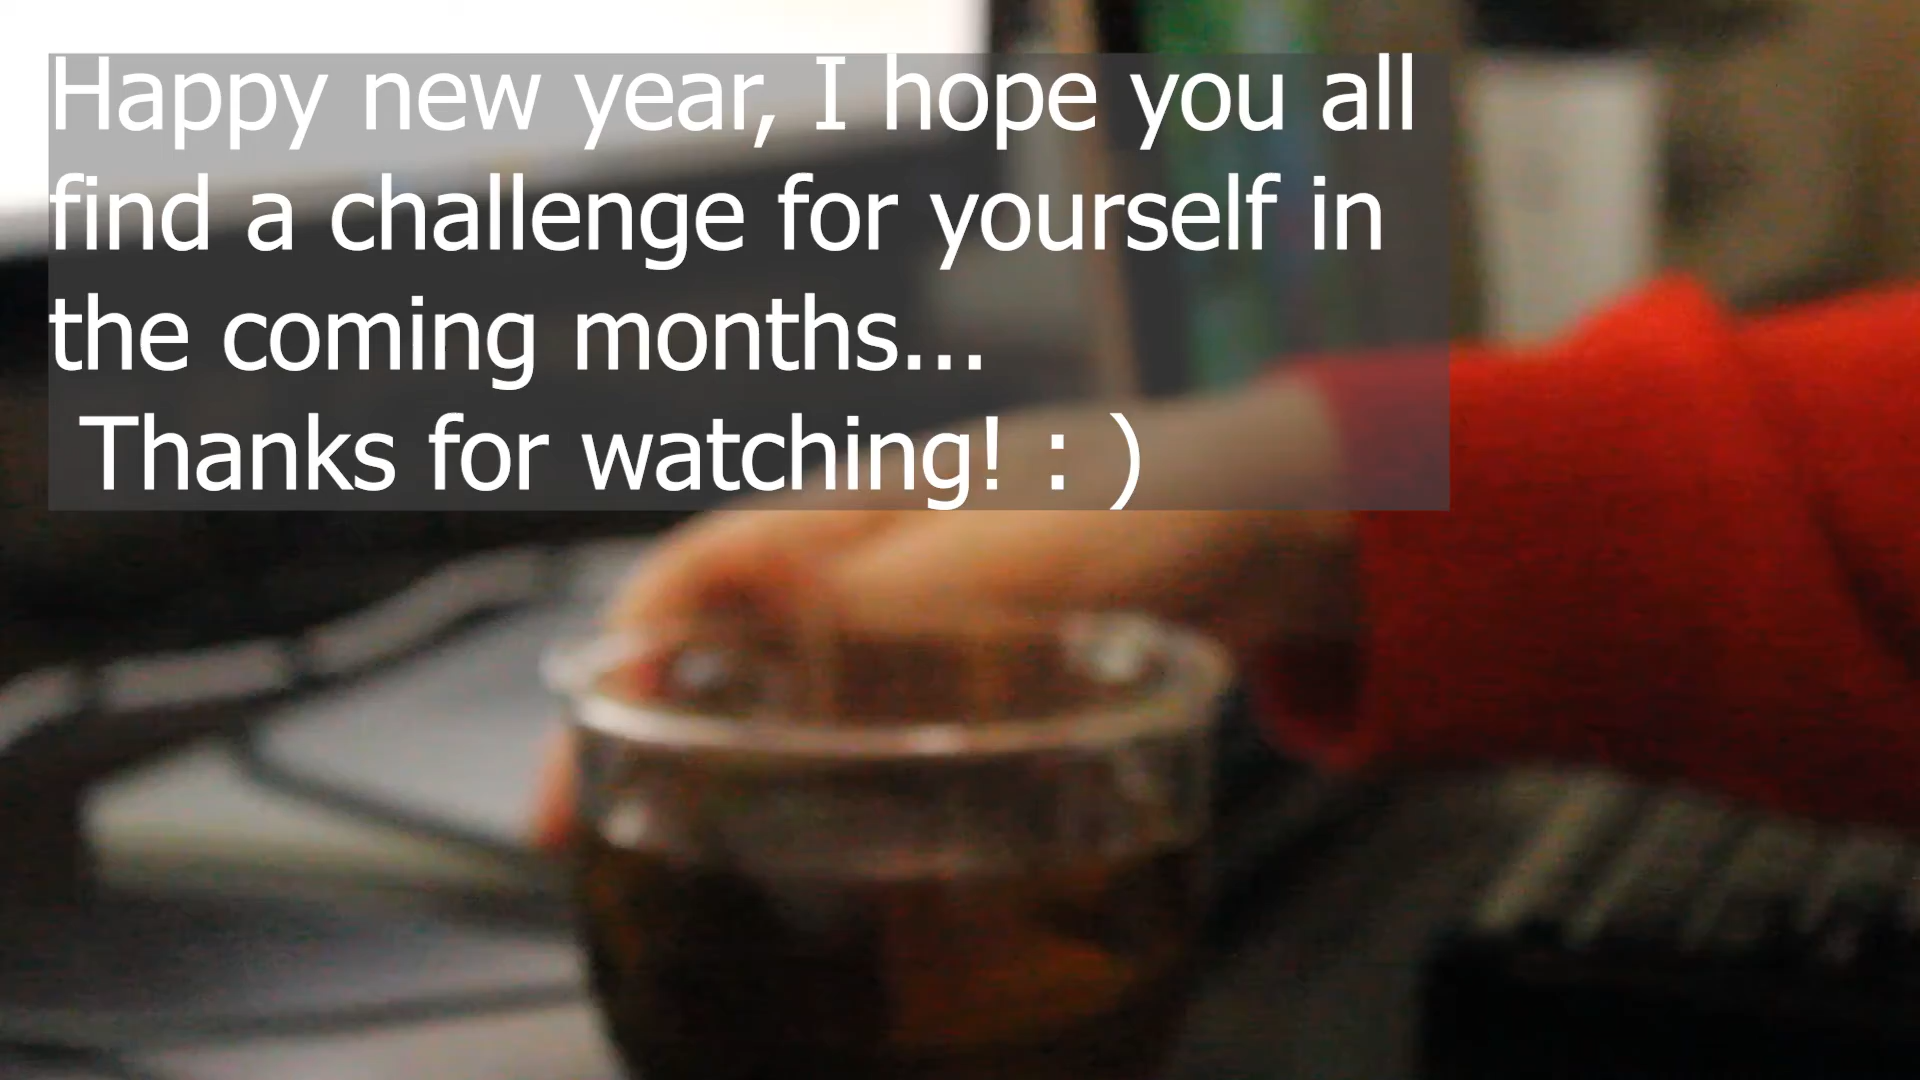 Happy new year, I hope you all
find a challenge for yourself in
the coming months...
Thanks for watching! : )